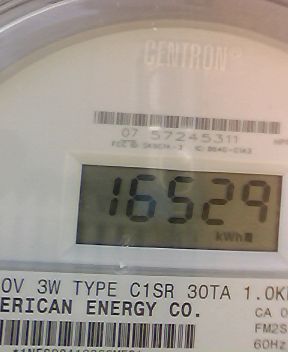 CENTRON®
07 57245311
16529
kWh
0V 3W TYPE C1SR 30TA 1.0K
ERICAN ENERGY CO.
CA 0
FM2S
60Hz